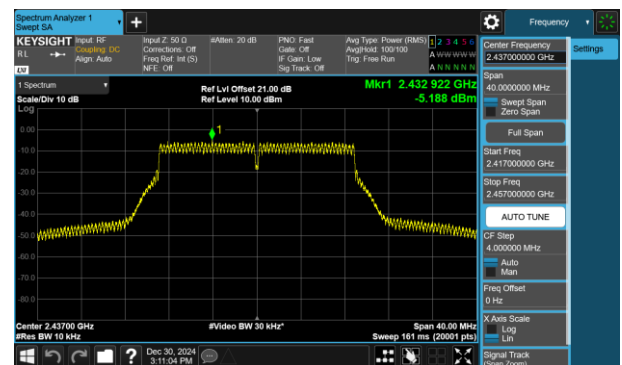 Spectrum Analyzer 1
Swept SA
Frequency
KEYSIGHT
RL
Input: RF
Coupling: DC
Align: Auto
Input Z: 50 Ω
Corrections: Off
Freq Ref: Int (S)
NFE: Off
#Atten: 20 dB
PNO: Fast
Gate: Off
IF Gain: Low
Sig Track: Off
Avg Type: Power (RMS)
Avg|Hold: 100/100
Trig: Free Run
1 2 3 4 5 6
A W W W W W
A N N N N N
1 Spectrum
Scale/Div 10 dB
Log
Ref Lvl Offset 21.00 dB
Ref Level 10.00 dBm
Mkr1 2.432 922 GHz
-5.188 dBm
1
0.00
-10.0
-20.0
-30.0
-40.0
-50.0
-60.0
-70.0
-80.0
Center 2.43700 GHz
#Res BW 10 kHz
#Video BW 30 kHz*
Span 40.00 MHz
Sweep 161 ms (20001 pts)
Dec 30, 2024
3:11:04 PM
Center Frequency
2.437000000 GHz
Settings
Span
40.0000000 MHz
Swept Span
Zero Span
Full Span
Start Freq
2.417000000 GHz
Stop Freq
2.457000000 GHz
AUTO TUNE
CF Step
4.000000 MHz
Auto
Man
Freq Offset
0 Hz
X Axis Scale
Log
Lin
Signal Track
(Span Zoom)